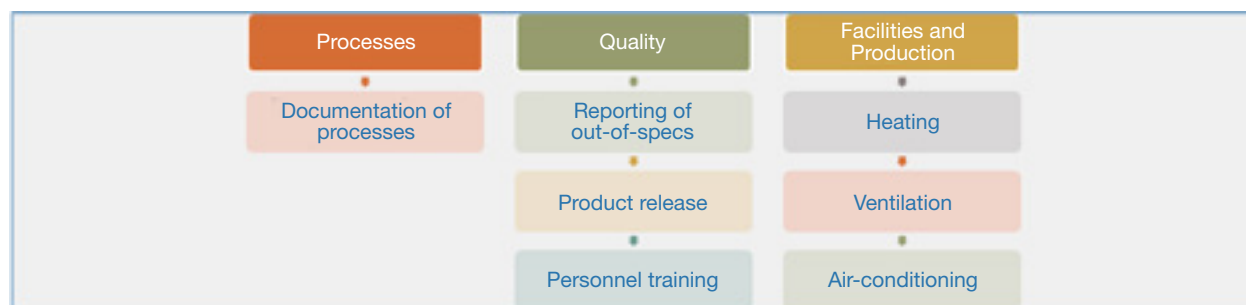 Processes
Documentation of
processes
Quality
Reporting of
out-of-specs
Product release
Personnel training
Facilities and
Production
Heating
Ventilation
Air-conditioning